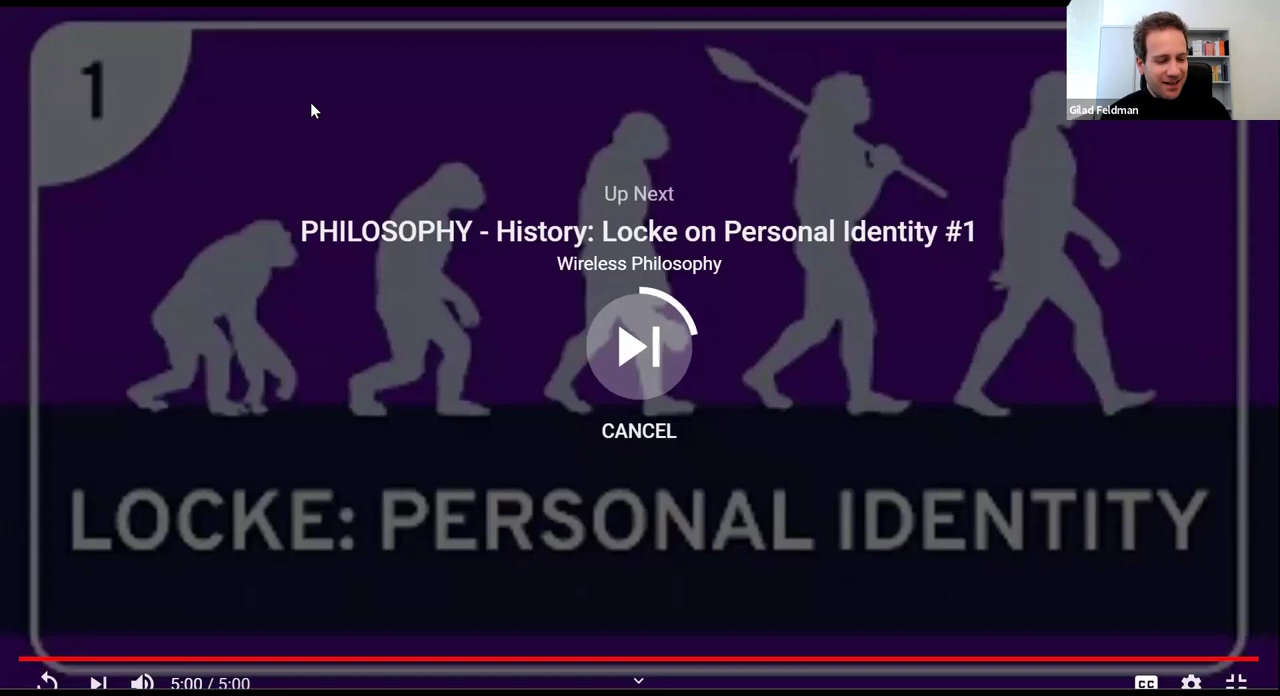 1
Gilad Feldman
Up Next
PHILOSOPHY - History: Locke on Personal Identity #1
Wireless Philosophy
CANCEL
LOCKE: PERSONAL IDENTITY
5:00 / 5:00
CC